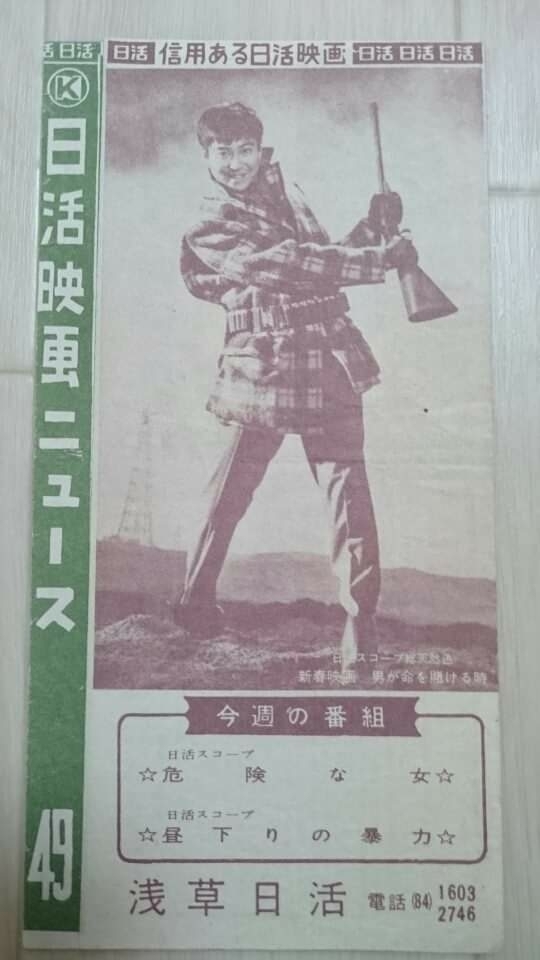 活 日活
日活 信用ある日活映画 日活 日活 日活
K
日活映画ニュース
49
日活スコープ総天然色
新春映画 男が命を賭ける時
今週の番組
日活スコープ
☆危険な女☆
日活スコープ
☆昼下りの暴力☆
浅草日活 電話(84) 1603
2746